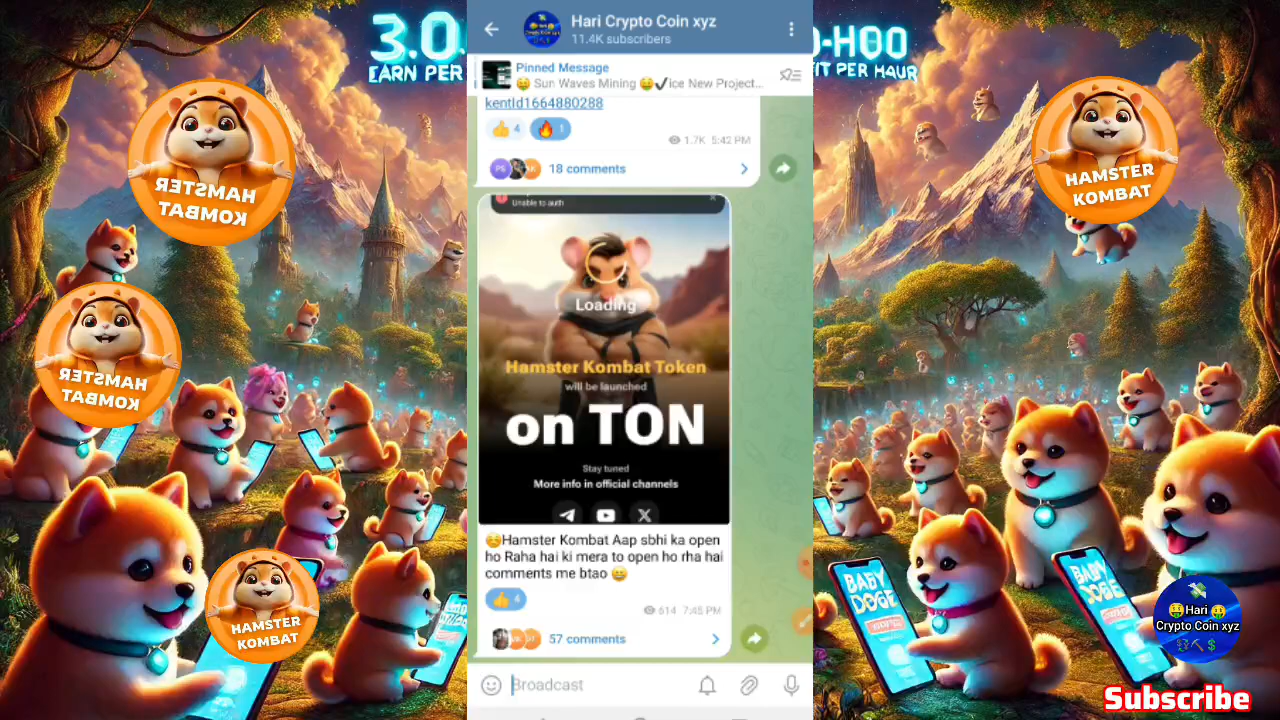 3.0
EARN PER
HAMSTER
KOMBAT
HAMSTER
KOMBAT
HAMSTER
KOMBAT
Hari Crypto Coin xyz
11.4K subscribers
Pinned Message
🤑 Sun Waves Mining 🤑✔️ice New Project...
kentId1664880288
👍 4
🔥 1
1.7K 5:42 PM
PS
18 comments
Unable to auth
Loading
Hamster Kombat Token
will be launched
on TON
Stay tuned
More info in official channels
☺️Hamster Kombat Aap sbhi ka open
ho Raha hai ki mera to open ho rha hai
comments me btao 😄
👍 4
614 7:45 PM
57 comments
Broadcast
-HOO
IT PER HAUR
HAMSTER
KOMBAT
BABY
DOGE
BABY
DOGE
🤑Hari 🤑
Crypto Coin xyz
Subscribe